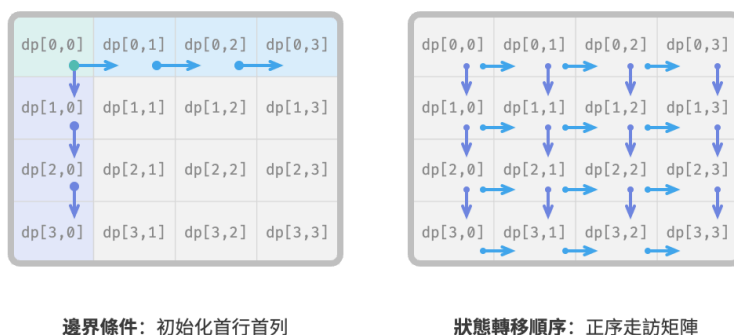 dp[0,0] dp[0,1] dp[0,2] dp[0,3]
dp[1,0] dp[1,1] dp[1,2] dp[1,3]
dp[2,0] dp[2,1] dp[2,2] dp[2,3]
dp[3,0] dp[3,1] dp[3,2] dp[3,3]
邊界條件：初始化首行首列
dp[0,0] dp[0,1] dp[0,2] dp[0,3]
dp[1,0] dp[1,1] dp[1,2] dp[1,3]
dp[2,0] dp[2,1] dp[2,2] dp[2,3]
dp[3,0] dp[3,1] dp[3,2] dp[3,3]
狀態轉移順序：正序走訪矩陣